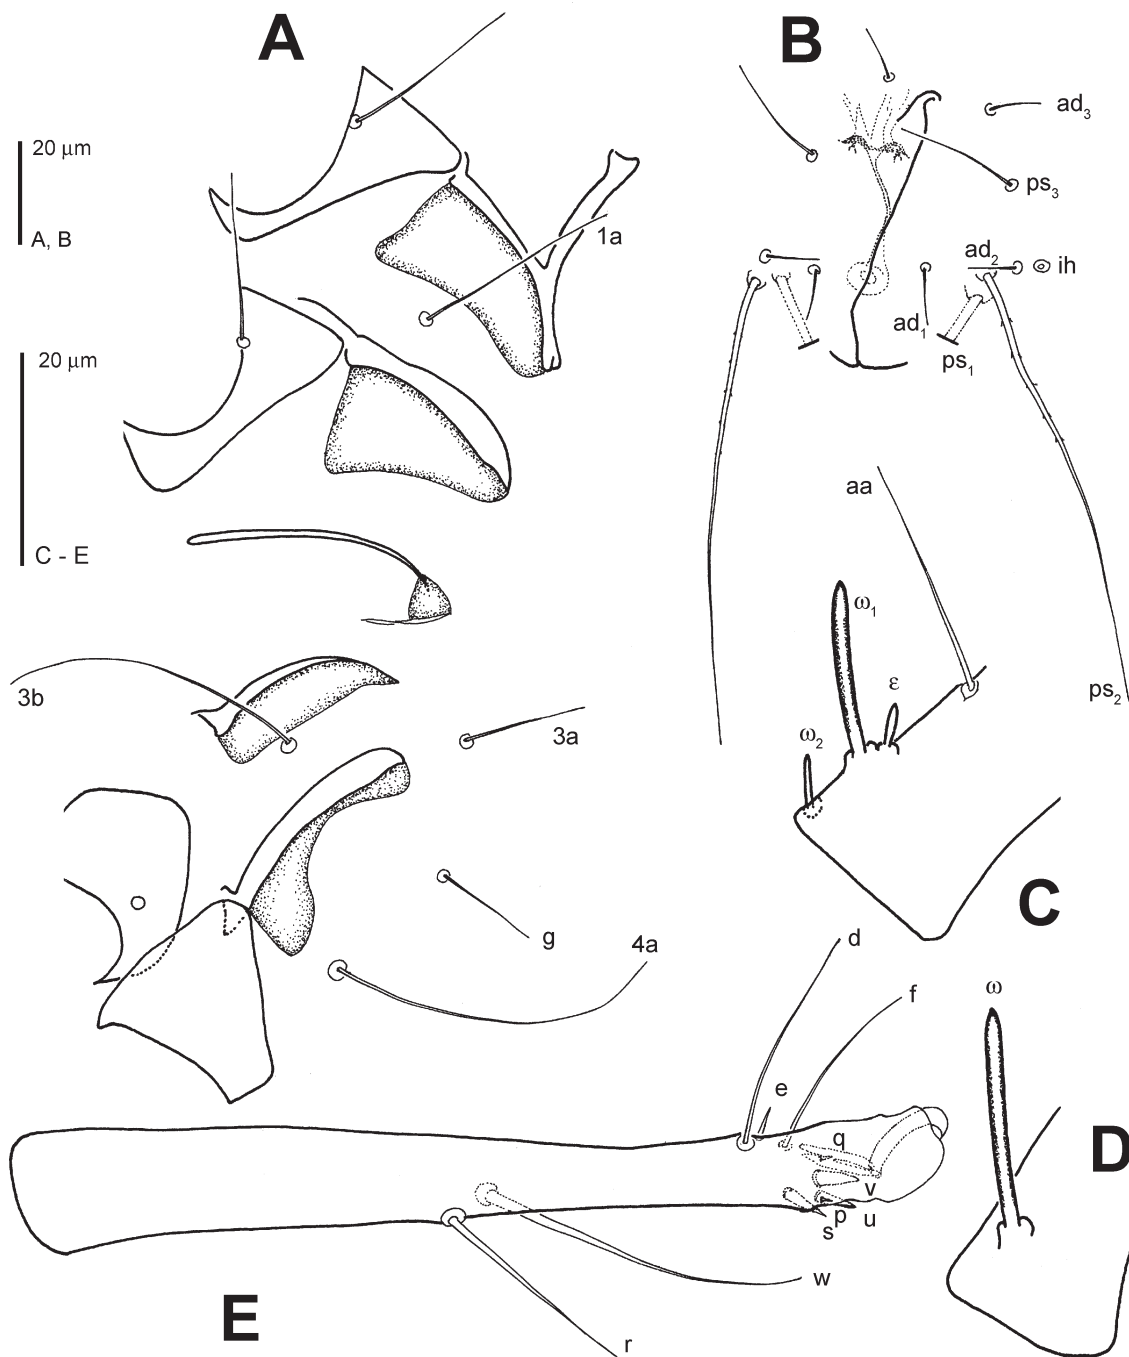 A
B
20 μm
A, B
ad3
ps3
1a
ad2
ih
ad1
ps1
20 μm
C - E
aa
ω1
ε
ps2
3b
3a
ω2
C
g
4a
d
ω
f
e
D
q
v
p
u
s
w
E
r